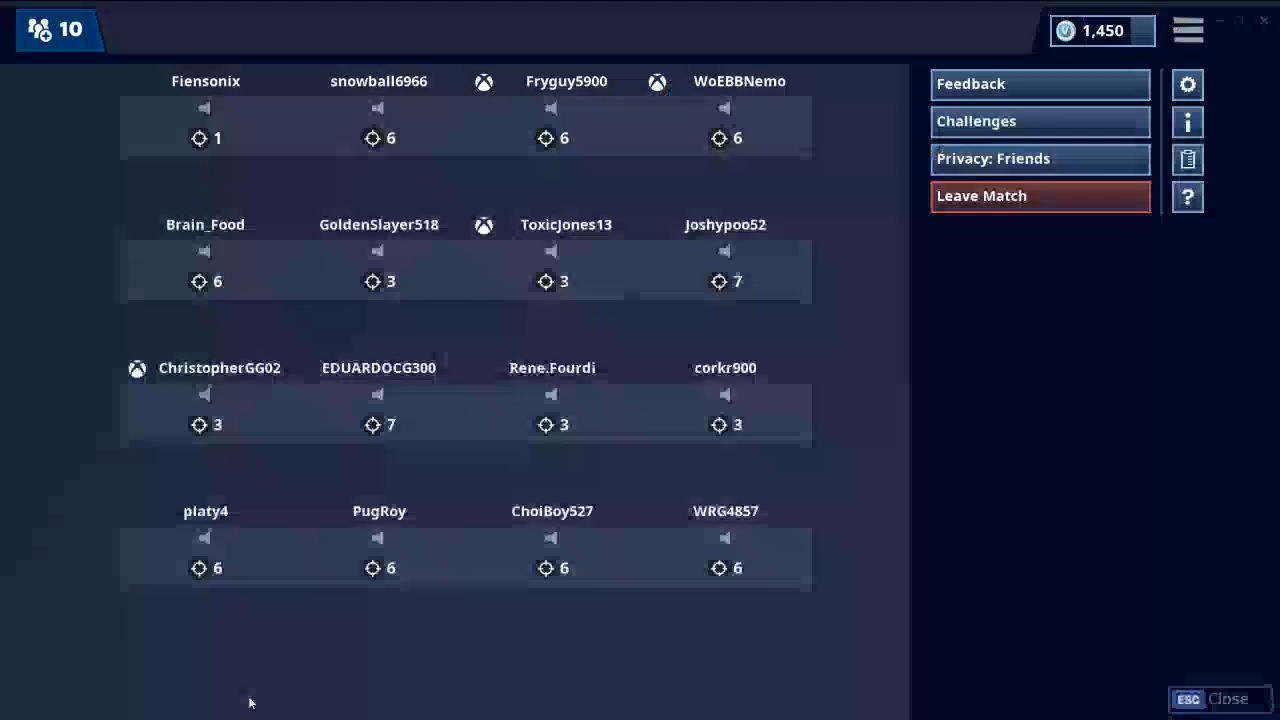 10
1,450
Fiensonix snowball6966 Fryguy5900 WoEBBNemo
1 6 6 6
Brain_Food GoldenSlayer518 ToxicJones13 Joshypoo52
6 3 3 7
ChristopherGG02 EDUARDOCG300 Rene.Fourdi corkr900
3 7 3 3
platy4 PugRoy ChoiBoy527 WRG4857
6 6 6 6
Feedback
Challenges
Privacy: Friends
Leave Match
ESC Close